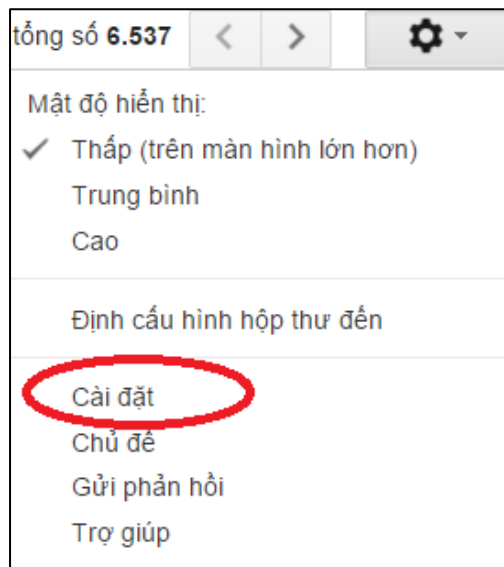 tổng số 6.537
Mật độ hiển thị:
Thấp (trên màn hình lớn hơn)
Trung bình
Cao
Định cấu hình hộp thư đến
Cài đặt
Chủ đề
Gửi phản hồi
Trợ giúp